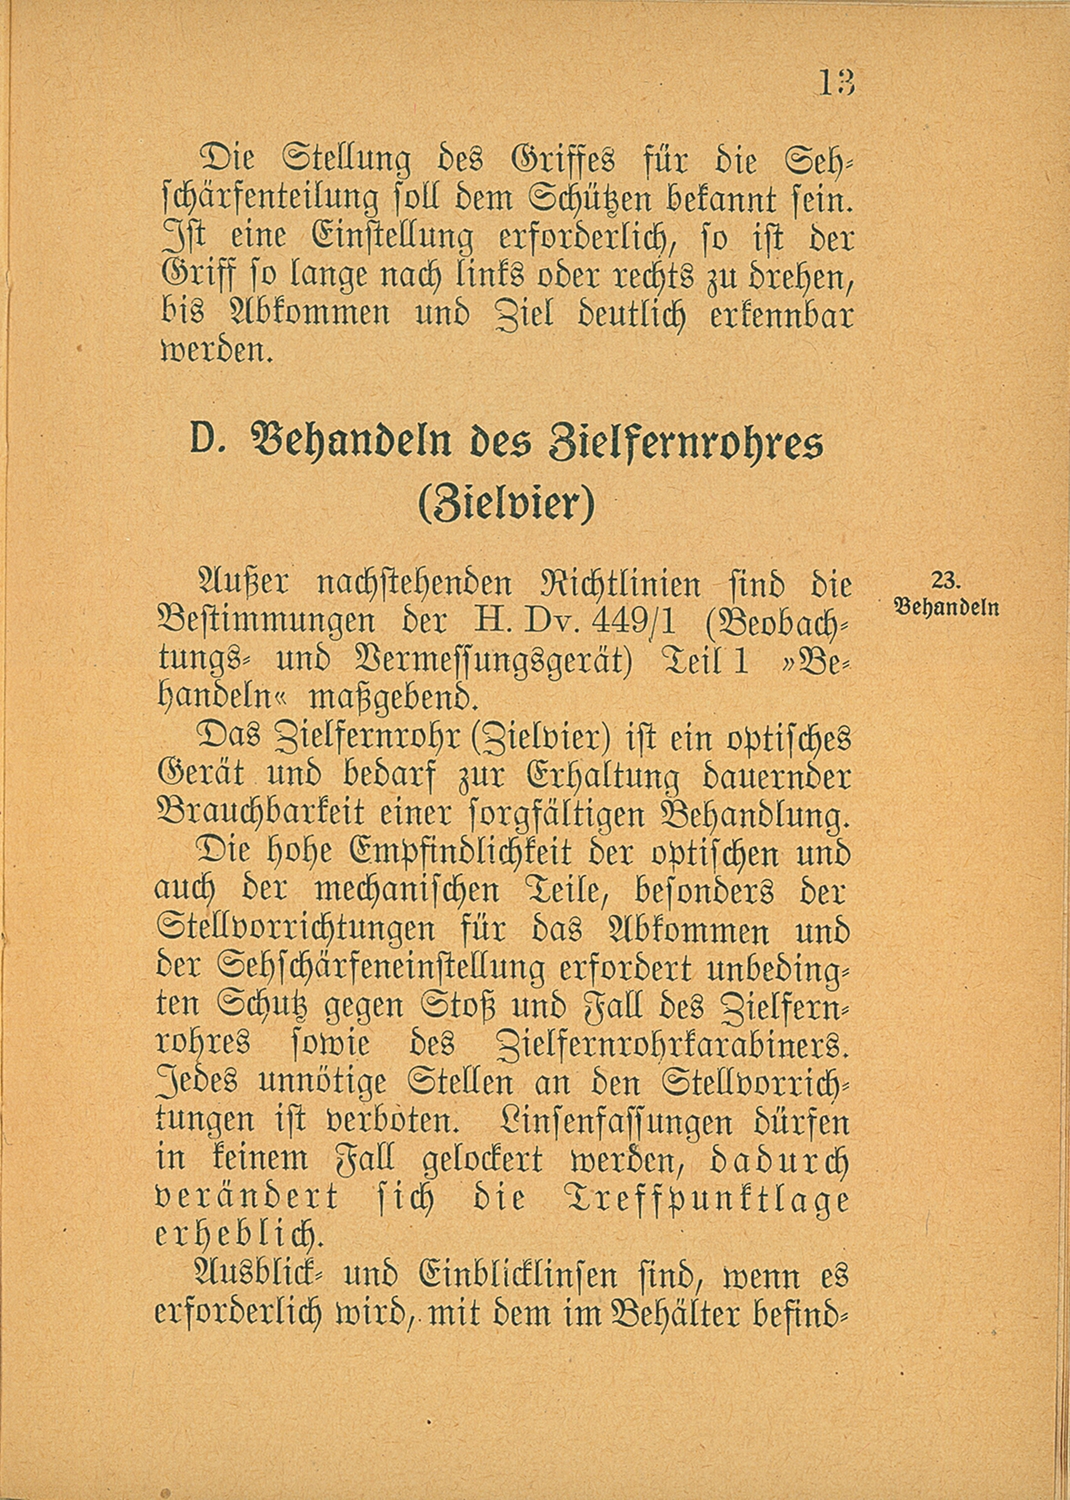 13
Die Stellung des Griffes für die Seh-
schärfenteilung soll dem Schützen bekannt sein.
Ist eine Einstellung erforderlich, so ist der
Griff so lange nach links oder rechts zu drehen,
bis Abkommen und Ziel deutlich erkennbar
werden.
D. Behandeln des Zielfernrohres
(Zielvier)
Außer nachstehenden Richtlinien sind die
Bestimmungen der H. Dv. 449/1 (Beobach-
tungs- und Vermessungsgerät) Teil 1 »Be-
handeln« maßgebend.
23.
Behandeln
Das Zielfernrohr (Zielvier) ist ein optisches
Gerät und bedarf zur Erhaltung dauernder
Brauchbarkeit einer sorgfältigen Behandlung.
Die hohe Empfindlichkeit der optischen und
auch der mechanischen Teile, besonders der
Stellvorrichtungen für das Abkommen und
der Sehschärfeneinstellung erfordert unbeding-
ten Schutz gegen Stoß und Fall des Zielfern-
rohres sowie des Zielfernrohrkarabiners.
Jedes unnötige Stellen an den Stellvorrich-
tungen ist verboten. Linsenfassungen dürfen
in keinem Fall gelockert werden, dadurch
verändert sich die Treffpunktlage
erheblich.
Ausblick- und Einblicklinsen sind, wenn es
erforderlich wird, mit dem im Behälter befind-